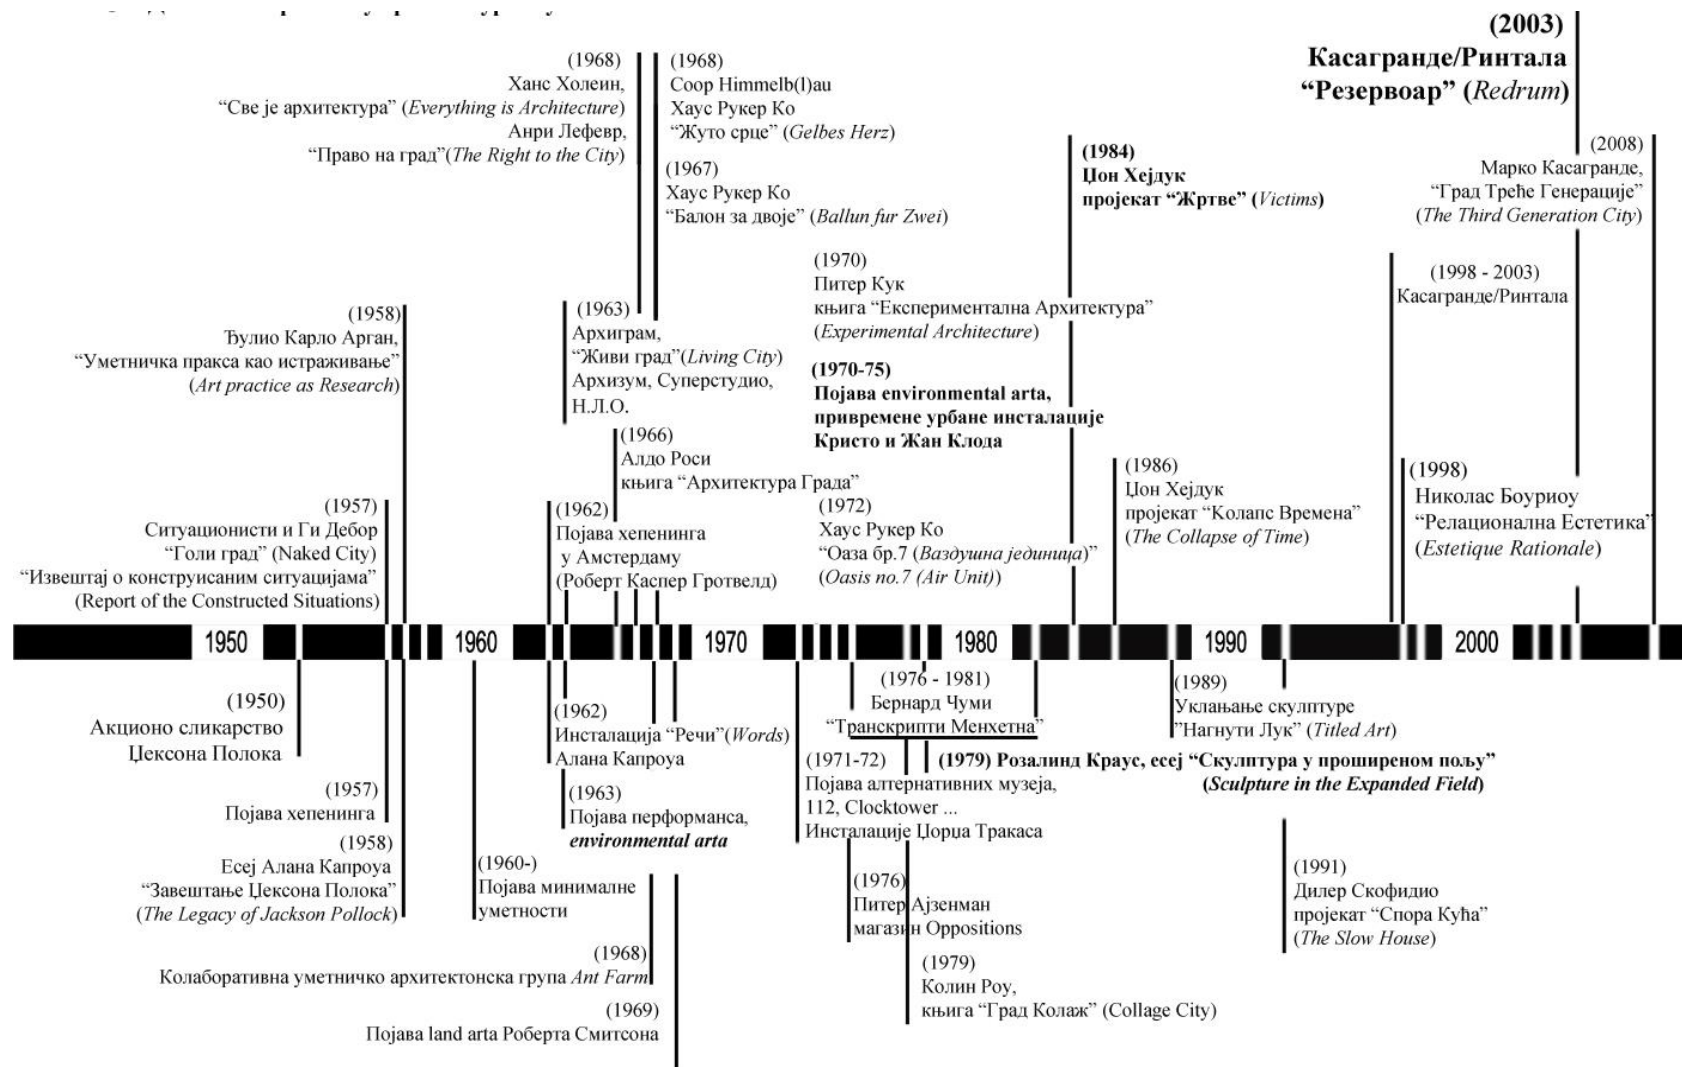 (1968)
Ханс Холеин,
“Све је архитектура” (Everything is Architecture)
Анри Лефевр,
“Право на град”(The Right to the City)
(1968)
Coop Himmelb(l)au
Хаус Рукер Ко
“Жуто срце” (Gelbes Herz)
(1967)
Хаус Рукер Ко
“Балон за двоје” (Ballun fur Zwei)
(1984)
Џон Хејдук
пројекат “Жртве” (Victims)
(2003)
Касагранде/Ринтала
“Резервоар” (Redrum)
(2008)
Марко Касагранде,
“Град Треће Генерације”
(The Third Generation City)
(1958)
Ђулио Карло Арган,
“Уметничка пракса као истраживање”
(Art practice as Research)
(1963)
Архиграм,
“Живи град”(Living City)
Архизум, Суперстудио,
Н.Л.О.
(1970)
Питер Кук
књига “Експериментална Архитектура”
(Experimental Architecture)
(1970-75)
Појава environmental arta,
привремене урбане инсталације
Кристо и Жан Клода
(1998 - 2003)
Касагранде/Ринтала
(1966)
Алдо Роси
књига “Архитектура Града”
(1957)
Ситуационисти и Ги Дебор
“Голи град” (Naked City)
“Извештај о конструисаним ситуацијама”
(Report of the Constructed Situations)
(1962)
Појава хепенинга
у Амстердаму
(Роберт Каспер Гротвелд)
(1972)
Хаус Рукер Ко
“Оаза бр.7 (Ваздушна јединица)”
(Oasis no.7 (Air Unit))
(1986)
Џон Хејдук
пројекат “Колапс Времена”
(The Collapse of Time)
(1998)
Николас Боуриоу
“Релационална Естетика”
(Estetique Rationale)
1950 1960 1970 1980 1990 2000
(1950)
Акционо сликарство
Џексона Полока
(1957)
Појава хепенинга
(1958)
Есеј Алана Капроуа
“Завештање Џексона Полока”
(The Legacy of Jackson Pollock)
(1960-)
Појава минималне
уметности
(1962)
Инсталација “Речи”(Words)
Алана Капроуа
(1963)
Појава перформанса,
environmental arta
(1968)
Колаборативна уметничко архитектонска група Ant Farm
(1969)
Појава land arta Роберта Смитсона
(1976 - 1981)
Бернард Чуми
“Транскрипти Менхетна”
(1979) Розалинд Краус, есеј “Скулптура у проширеном пољу”
(Sculpture in the Expanded Field)
(1971-72)
Појава алтернативних музеја,
112, Clocktower ...
Инсталације Џорџа Тракаса
(1976)
Питер Ајзенман
магазин Oppositions
(1979)
Колин Роу,
књига “Град Колаж” (Collage City)
(1989)
Уклањање скулптуре
”Нагнути Лук” (Titled Art)
(1991)
Дилер Скофидио
пројекат “Спора Кућа”
(The Slow House)